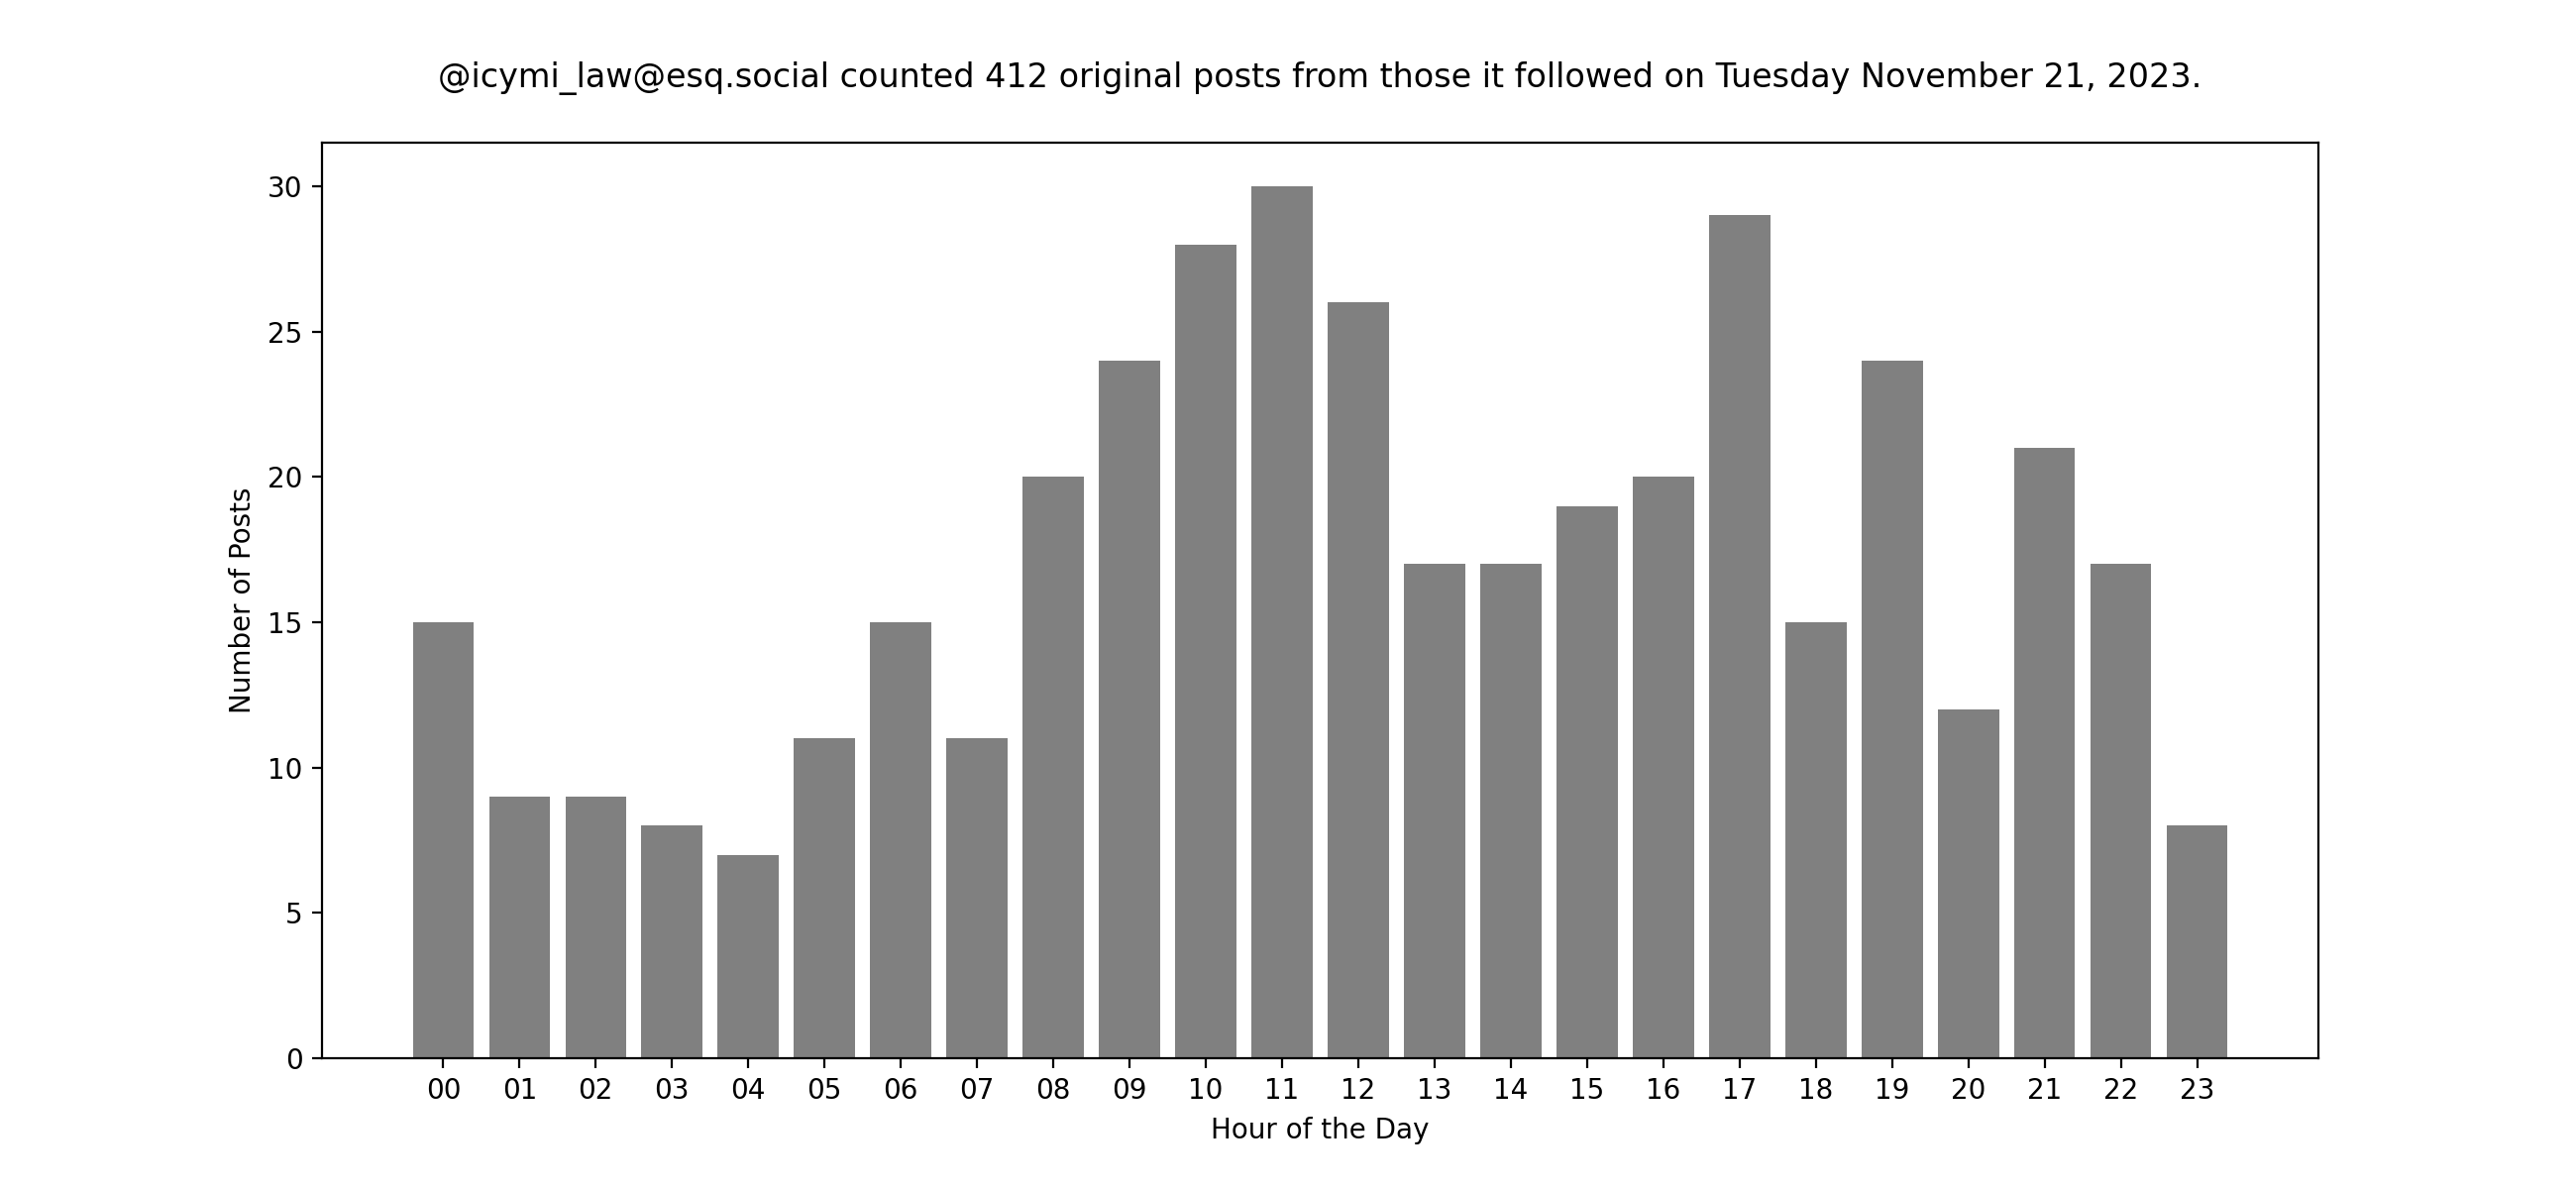 @icymi_law@esq.social counted 412 original posts from those it followed on Tuesday November 21, 2023.
30
25
20
15
10
5
0
Number of Posts
00 01 02 03 04 05 06 07 08 09 10 11 12 13 14 15 16 17 18 19 20 21 22 23
Hour of the Day